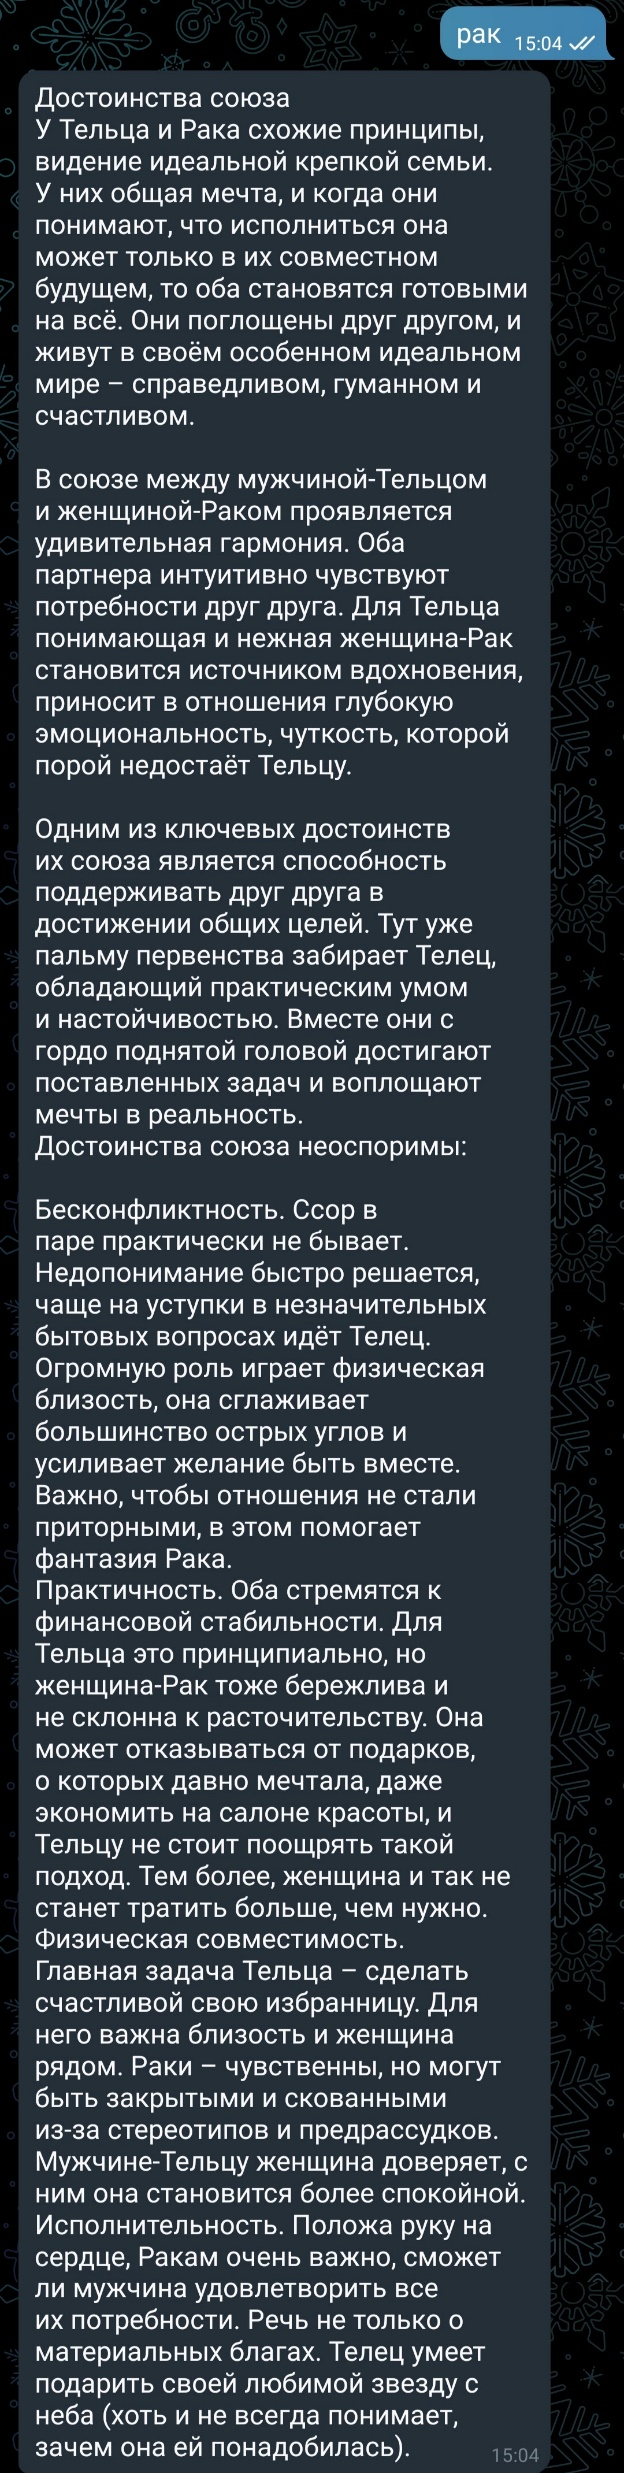 рак 15:04
Достоинства союза
У Тельца и Рака схожие принципы,
видение идеальной крепкой семьи.
У них общая мечта, и когда они
понимают, что исполниться она
может только в их совместном
будущем, то оба становятся готовыми
на всё. Они поглощены друг другом, и
живут в своём особенном идеальном
мире – справедливом, гуманном и
счастливом.
В союзе между мужчиной-Тельцом
и женщиной-Раком проявляется
удивительная гармония. Оба
партнера интуитивно чувствуют
потребности друг друга. Для Тельца
понимающая и нежная женщина-Рак
становится источником вдохновения,
приносит в отношения глубокую
эмоциональность, чуткость, которой
порой недостаёт Тельцу.
Одним из ключевых достоинств
их союза является способность
поддерживать друг друга в
достижении общих целей. Тут уже
пальму первенства забирает Телец,
обладающий практическим умом
и настойчивостью. Вместе они с
гордо поднятой головой достигают
поставленных задач и воплощают
мечты в реальность.
Достоинства союза неоспоримы:
Бесконфликтность. Ссор в
паре практически не бывает.
Недопонимание быстро решается,
чаще на уступки в незначительных
бытовых вопросах идёт Телец.
Огромную роль играет физическая
близость, она сглаживает
большинство острых углов и
усиливает желание быть вместе.
Важно, чтобы отношения не стали
приторными, в этом помогает
фантазия Рака.
Практичность. Оба стремятся к
финансовой стабильности. Для
Тельца это принципиально, но
женщина-Рак тоже бережлива и
не склонна к расточительству. Она
может отказываться от подарков,
о которых давно мечтала, даже
экономить на салоне красоты, и
Тельцу не стоит поощрять такой
подход. Тем более, женщина и так не
станет тратить больше, чем нужно.
Физическая совместимость.
Главная задача Тельца – сделать
счастливой свою избранницу. Для
него важна близость и женщина
рядом. Раки – чувственны, но могут
быть закрытыми и скованными
из-за стереотипов и предрассудков.
Мужчине-Тельцу женщина доверяет, с
ним она становится более спокойной.
Исполнительность. Положа руку на
сердце, Ракам очень важно, сможет
ли мужчина удовлетворить все
их потребности. Речь не только о
материальных благах. Телец умеет
подарить своей любимой звезду с
неба (хоть и не всегда понимает,
зачем она ей понадобилась). 15:04